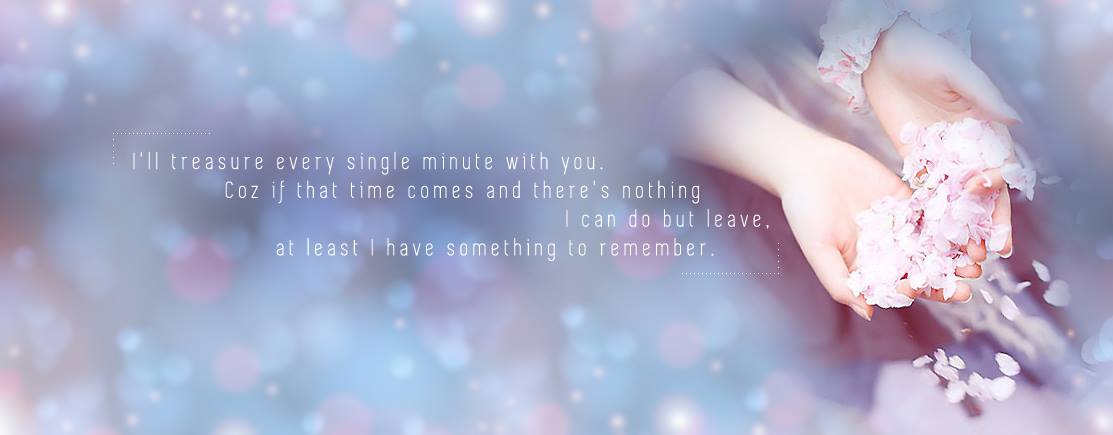 I'll treasure every single minute with you.
Coz if that time comes and there's nothing
I can do but leave,
at least I have something to remember.